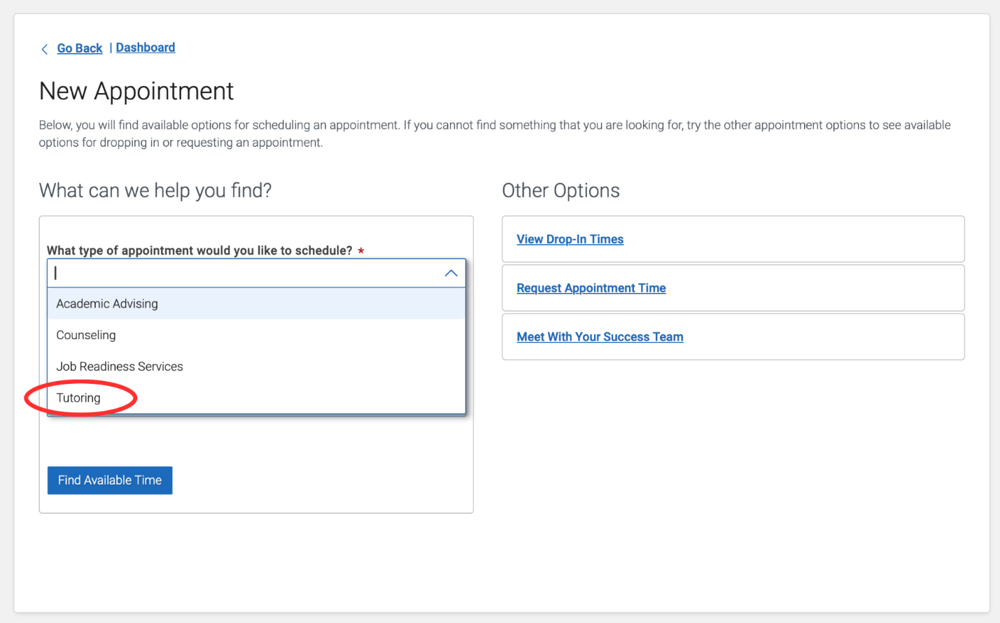 Go Back | Dashboard
New Appointment
Below, you will find available options for scheduling an appointment. If you cannot find something that you are looking for, try the other appointment options to see available
options for dropping in or requesting an appointment.
What can we help you find?
What type of appointment would you like to schedule? *
Academic Advising
Counseling
Job Readiness Services
Tutoring
Find Available Time
Other Options
View Drop-In Times
Request Appointment Time
Meet With Your Success Team